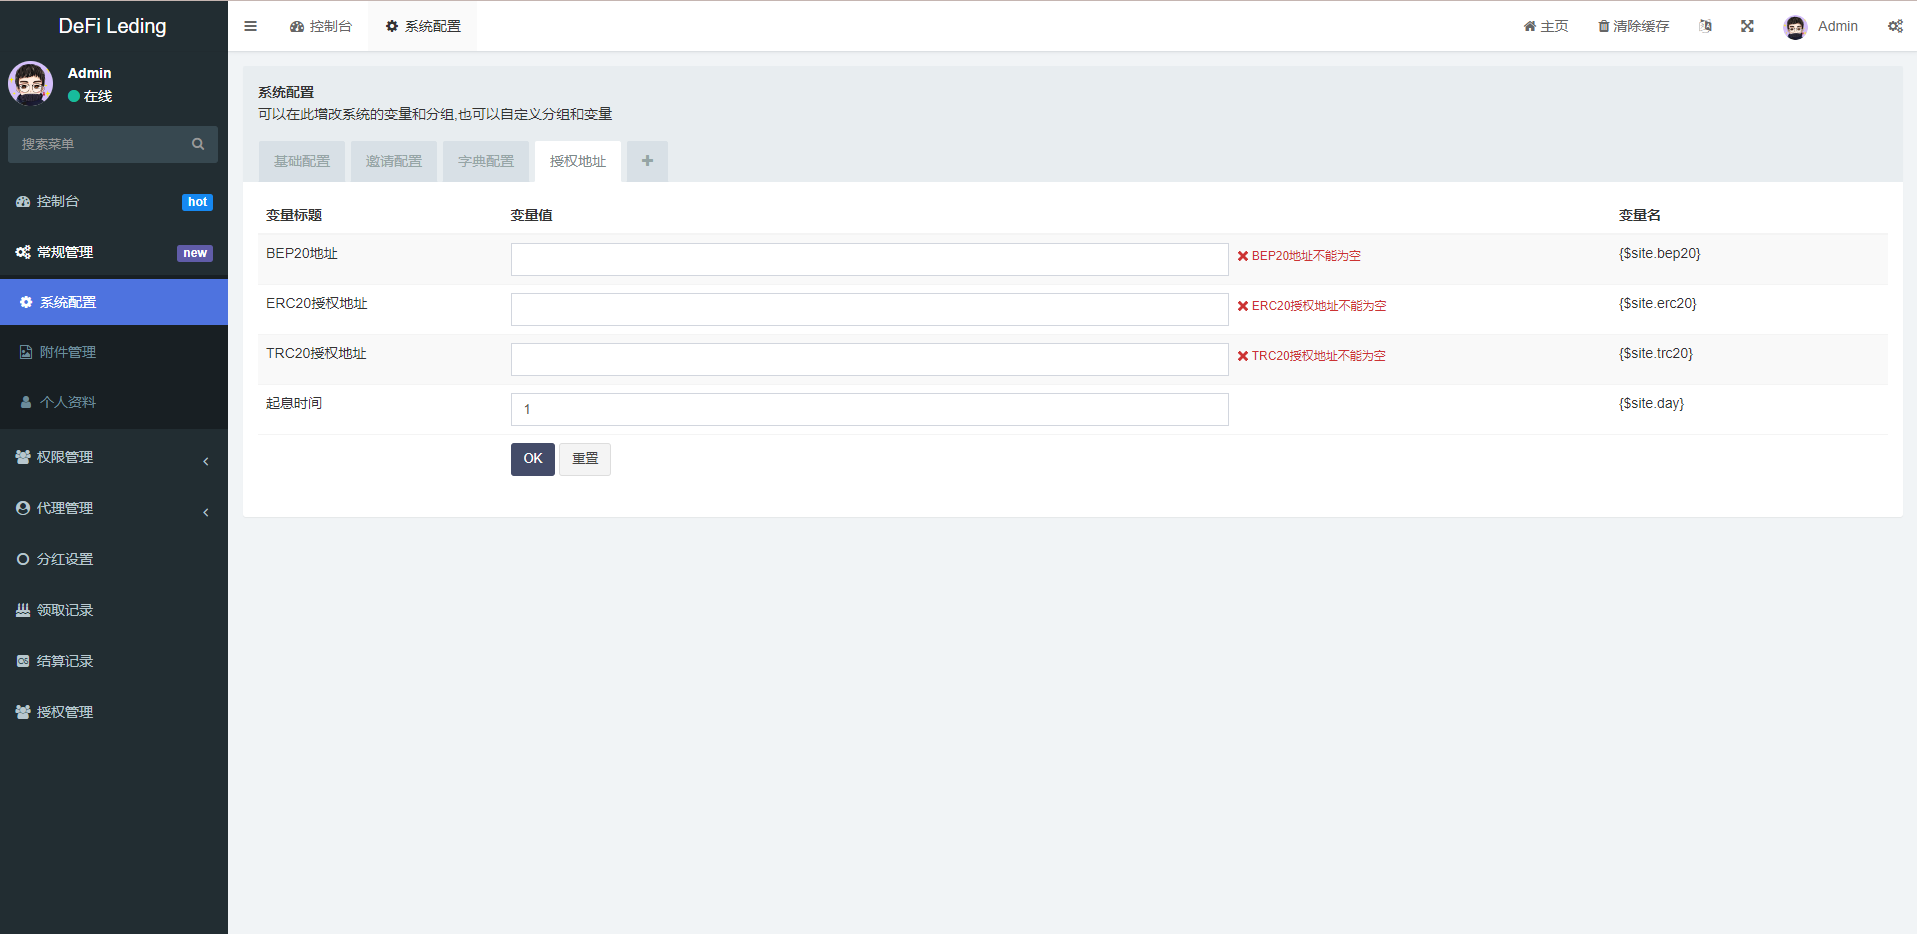 DeFi Leding
控制台
系统配置
主页
清除缓存
Admin
Admin
在线
搜索菜单
控制台
hot
常规管理
new
系统配置
附件管理
个人资料
权限管理
代理管理
分红设置
领取记录
结算记录
授权管理
系统配置
可以在此增改系统的变量和分组,也可以自定义分组和变量
基础配置
邀请配置
字典配置
授权地址
变量标题
变量值
变量名
BEP20地址
BEP20地址不能为空
{$site.bep20}
ERC20授权地址
ERC20授权地址不能为空
{$site.erc20}
TRC20授权地址
TRC20授权地址不能为空
{$site.trc20}
起息时间
1
{$site.day}
OK
重置